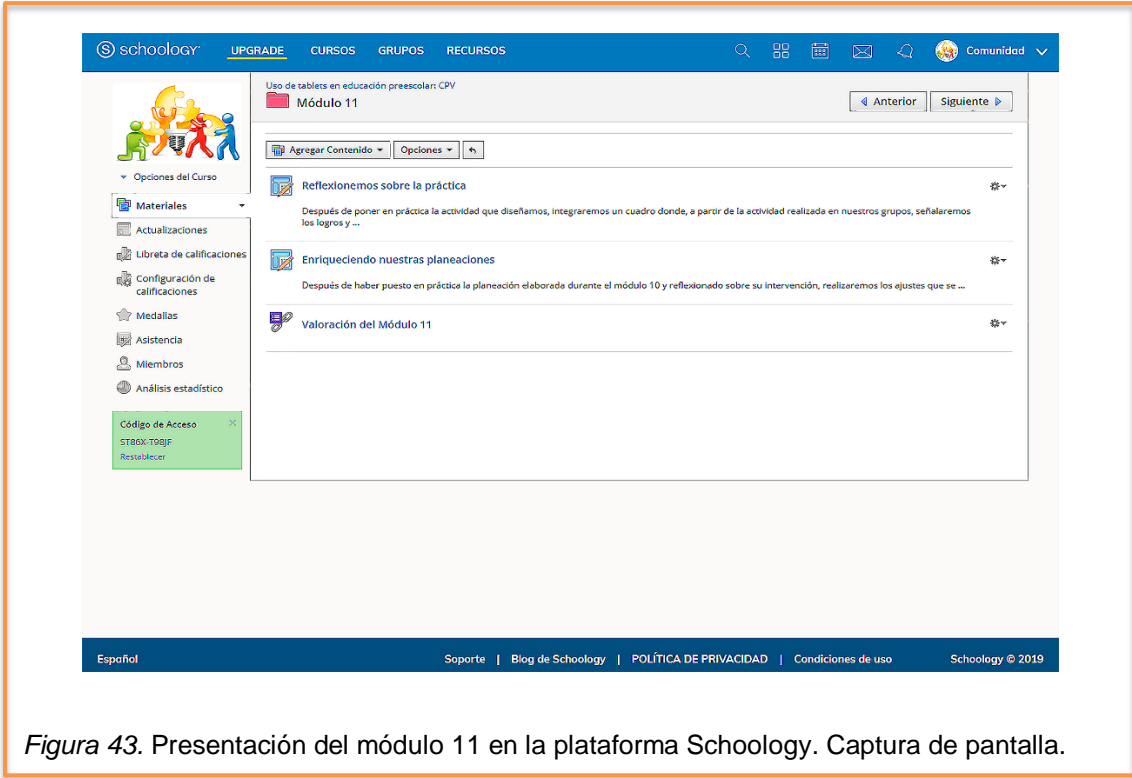 schoology UPGRADE CURSOS GRUPOS RECURSOS Comunidad
Uso de tablets en educación preescolar: CPV
Módulo 11
Anterior Siguiente
Agregar Contenido Opciones
Opciones del Curso
Materiales
Actualizaciones
Libreta de calificaciones
Configuración de
calificaciones
Medallas
Asistencia
Miembros
Análisis estadístico
Código de Acceso
ST86X-T98JF
Restablecer
Reflexionemos sobre la práctica
Después de poner en práctica la actividad que diseñamos, integraremos un cuadro donde, a partir de la actividad realizada en nuestros grupos, señalaremos
los logros y ...
Enriqueciendo nuestras planeaciones
Después de haber puesto en práctica la planeación elaborada durante el módulo 10 y reflexionado sobre su intervención, realizaremos los ajustes que se ...
Valoración del Módulo 11
Español Soporte | Blog de Schoology | POLÍTICA DE PRIVACIDAD | Condiciones de uso Schoology © 2019
Figura 43. Presentación del módulo 11 en la plataforma Schoology. Captura de pantalla.